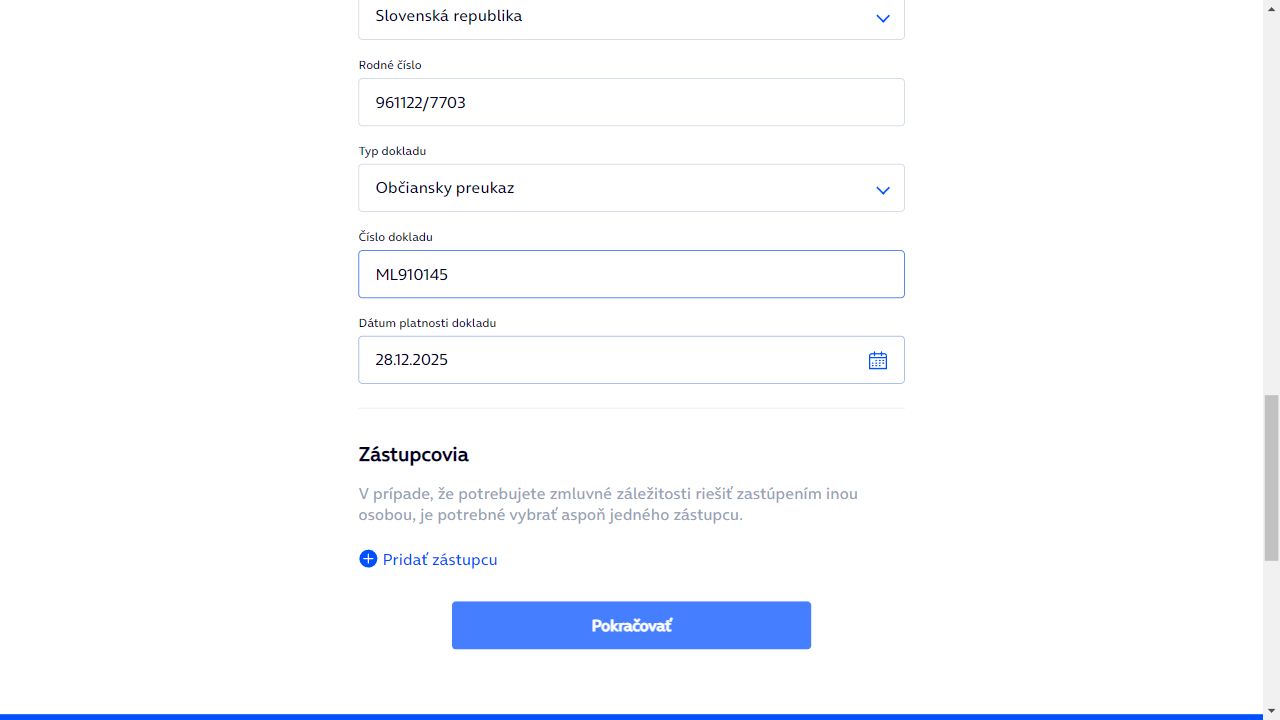 Slovenská republika
Rodné číslo
961122/7703
Typ dokladu
Občiansky preukaz
Číslo dokladu
ML910145
Dátum platnosti dokladu
28.12.2025
Zástupcovia
V prípade, že potrebujete zmluvné záležitosti riešiť zastúpením inou
osobou, je potrebné vybrať aspoň jedného zástupcu.
Pridať zástupcu
Pokračovať